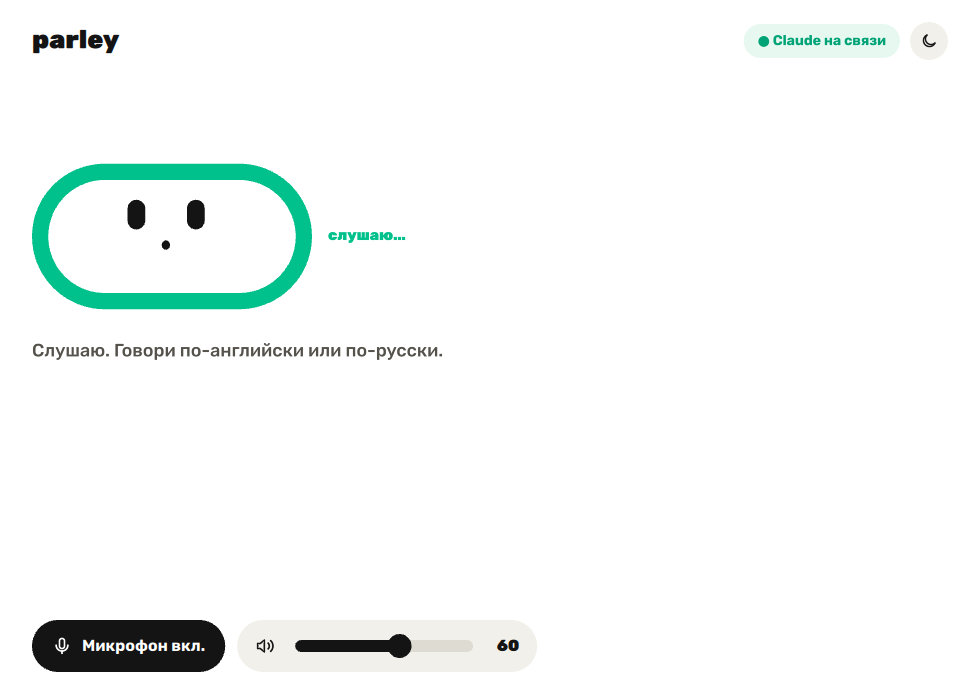 parley
Claude на связи
слушаю...
Слушаю. Говори по-английски или по-русски.
Микрофон вкл.
60